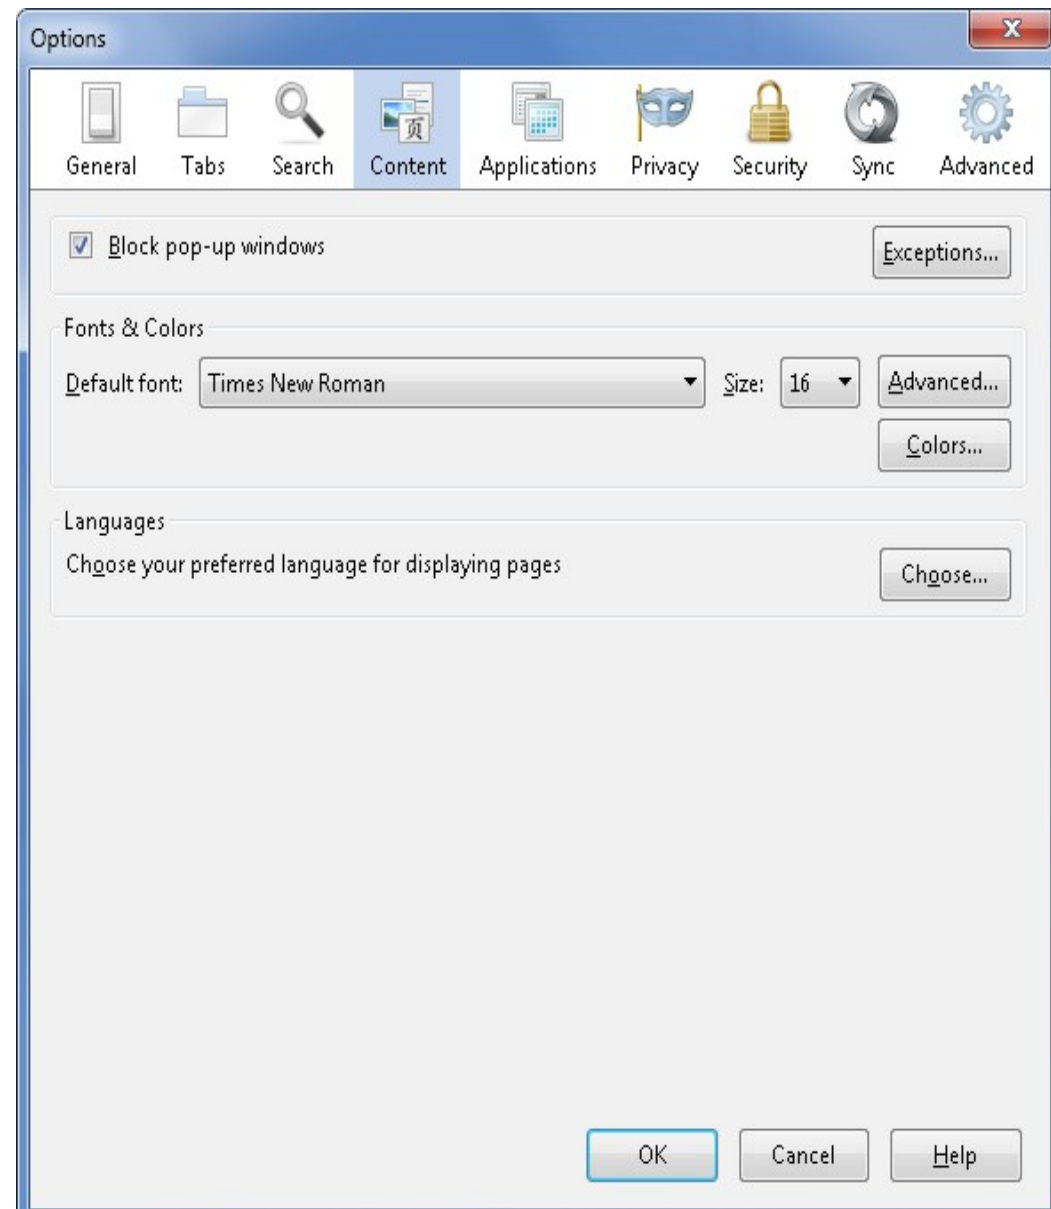 Options
X
页
General Tabs Search Content Applications Privacy Security Sync Advanced
Block pop-up windows Exceptions...
Fonts & Colors
Default font: Times New Roman Size: 16 Advanced...
Colors...
Languages
Choose your preferred language for displaying pages Choose...
OK Cancel Help